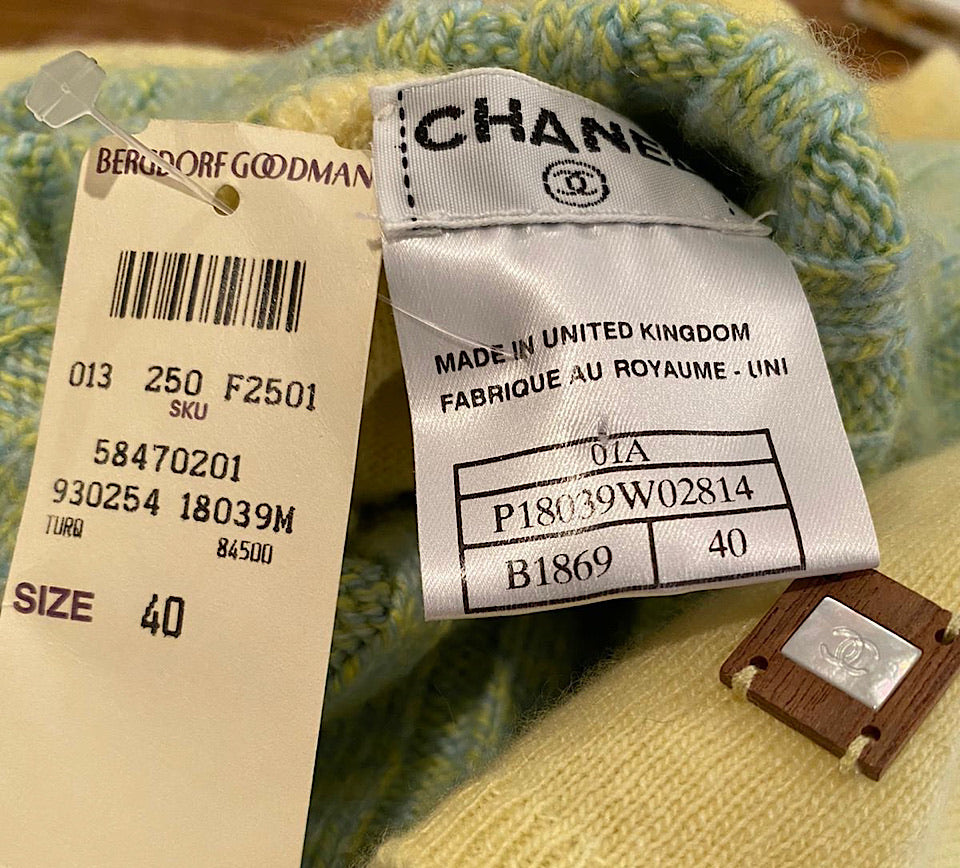 BERGDORF GOODMAN
013 250 F2501
SKU
58470201
930254 18039M
TURQ
84500
SIZE 40
CHANEL
MADE IN UNITED KINGDOM
FABRIQUE AU ROYAUME - UNI
01A
P18039W02814
B1869 40